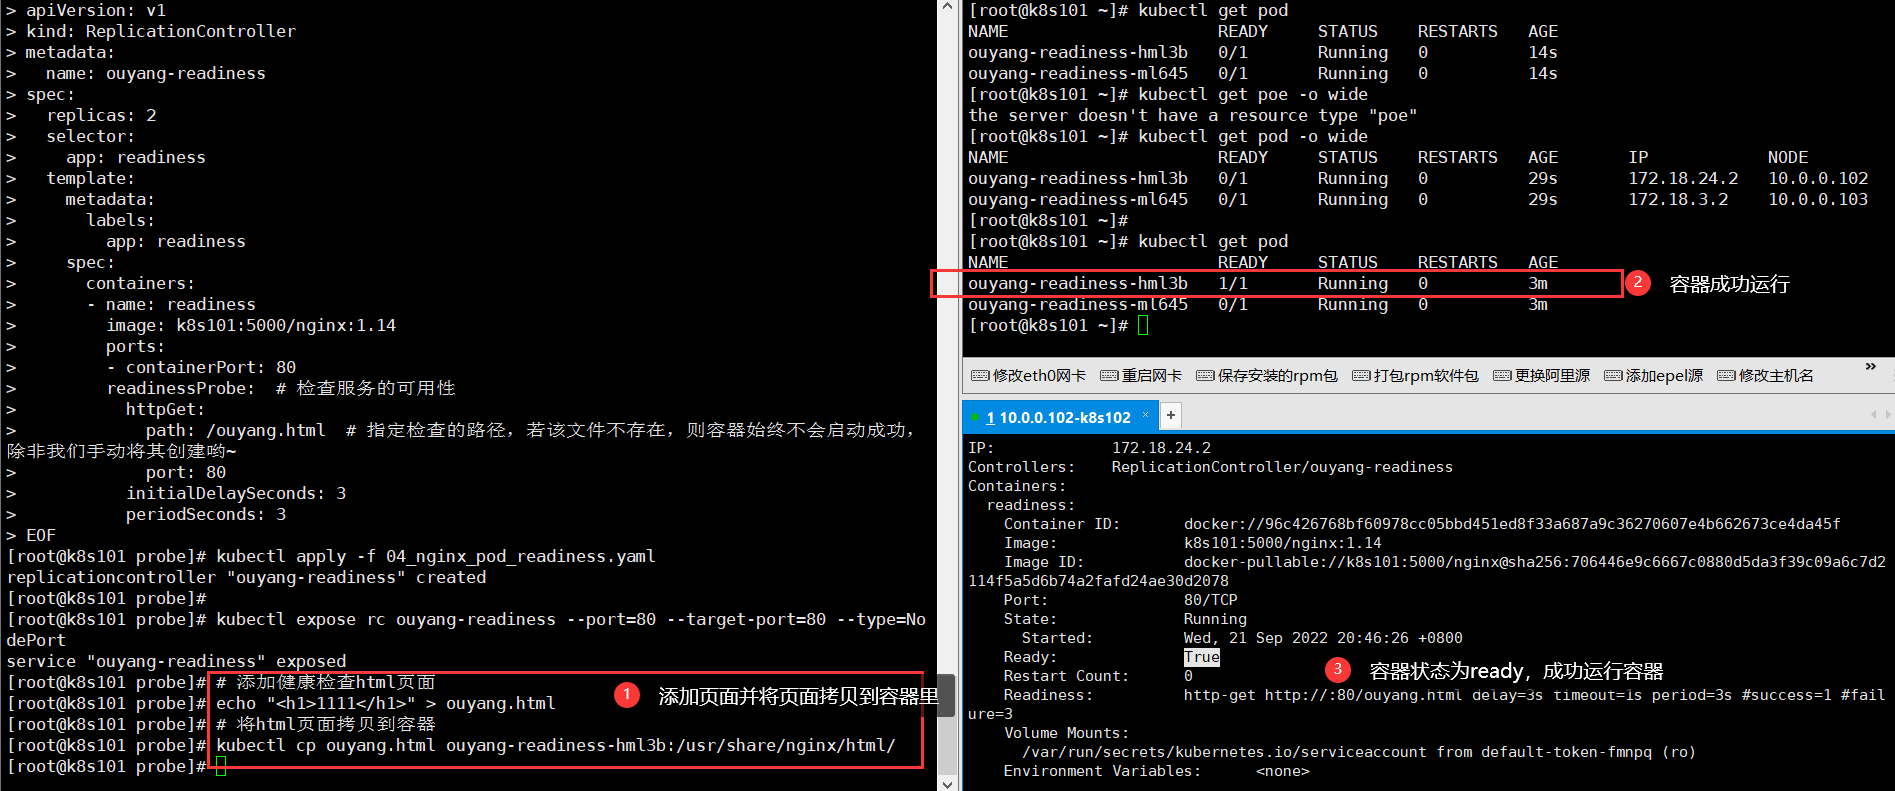 > apiVersion: v1
> kind: ReplicationController
> metadata:
>   name: ouyang-readiness
> spec:
>   replicas: 2
>   selector:
>     app: readiness
>   template:
>     metadata:
>       labels:
>         app: readiness
>     spec:
>       containers:
>       - name: readiness
>         image: k8s101:5000/nginx:1.14
>         ports:
>         - containerPort: 80
>         readinessProbe:  # 检查服务的可用性
>           httpGet:
>             path: /ouyang.html  # 指定检查的路径，若该文件不存在，则容器始终不会启动成功，
除非我们手动将其创建哟~
>             port: 80
>           initialDelaySeconds: 3
>           periodSeconds: 3
> EOF
[root@k8s101 probe]# kubectl apply -f 04_nginx_pod_readiness.yaml
replicationcontroller "ouyang-readiness" created
[root@k8s101 probe]#
[root@k8s101 probe]# kubectl expose rc ouyang-readiness --port=80 --target-port=80 --type=No
dePort
service "ouyang-readiness" exposed
[root@k8s101 probe]# # 添加健康检查html页面
[root@k8s101 probe]# echo "<h1>1111</h1>" > ouyang.html
[root@k8s101 probe]# # 将html页面拷贝到容器
[root@k8s101 probe]# kubectl cp ouyang.html ouyang-readiness-hml3b:/usr/share/nginx/html/
[root@k8s101 probe]#
1 添加页面并将页面拷贝到容器里
[root@k8s101 ~]# kubectl get pod
NAME                     READY     STATUS    RESTARTS   AGE
ouyang-readiness-hml3b   0/1       Running   0          14s
ouyang-readiness-ml645   0/1       Running   0          14s
[root@k8s101 ~]# kubectl get poe -o wide
the server doesn't have a resource type "poe"
[root@k8s101 ~]# kubectl get pod -o wide
NAME                     READY     STATUS    RESTARTS   AGE       IP            NODE
ouyang-readiness-hml3b   0/1       Running   0          29s       172.18.24.2   10.0.0.102
ouyang-readiness-ml645   0/1       Running   0          29s       172.18.3.2    10.0.0.103
[root@k8s101 ~]#
[root@k8s101 ~]# kubectl get pod
NAME                     READY     STATUS    RESTARTS   AGE
ouyang-readiness-hml3b   1/1       Running   0          3m
ouyang-readiness-ml645   0/1       Running   0          3m
[root@k8s101 ~]#
2 容器成功运行
修改eth0网卡 重启网卡 保存安装的rpm包 打包rpm软件包 更换阿里源 添加epel源 修改主机名 »
1 10.0.0.102-k8s102 × +
IP:             172.18.24.2
Controllers:    ReplicationController/ouyang-readiness
Containers:
  readiness:
    Container ID:       docker://96c426768bf60978cc05bbd451ed8f33a687a9c36270607e4b662673ce4da45f
    Image:              k8s101:5000/nginx:1.14
    Image ID:           docker-pullable://k8s101:5000/nginx@sha256:706446e9c6667c0880d5da3f39c09a6c7d2
114f5a5d6b74a2fafd24ae30d2078
    Port:               80/TCP
    State:              Running
      Started:          Wed, 21 Sep 2022 20:46:26 +0800
    Ready:              True
    Restart Count:      0
    Readiness:          http-get http://:80/ouyang.html delay=3s timeout=1s period=3s #success=1 #fail
ure=3
    Volume Mounts:
      /var/run/secrets/kubernetes.io/serviceaccount from default-token-fmnpq (ro)
    Environment Variables:      <none>
3 容器状态为ready，成功运行容器